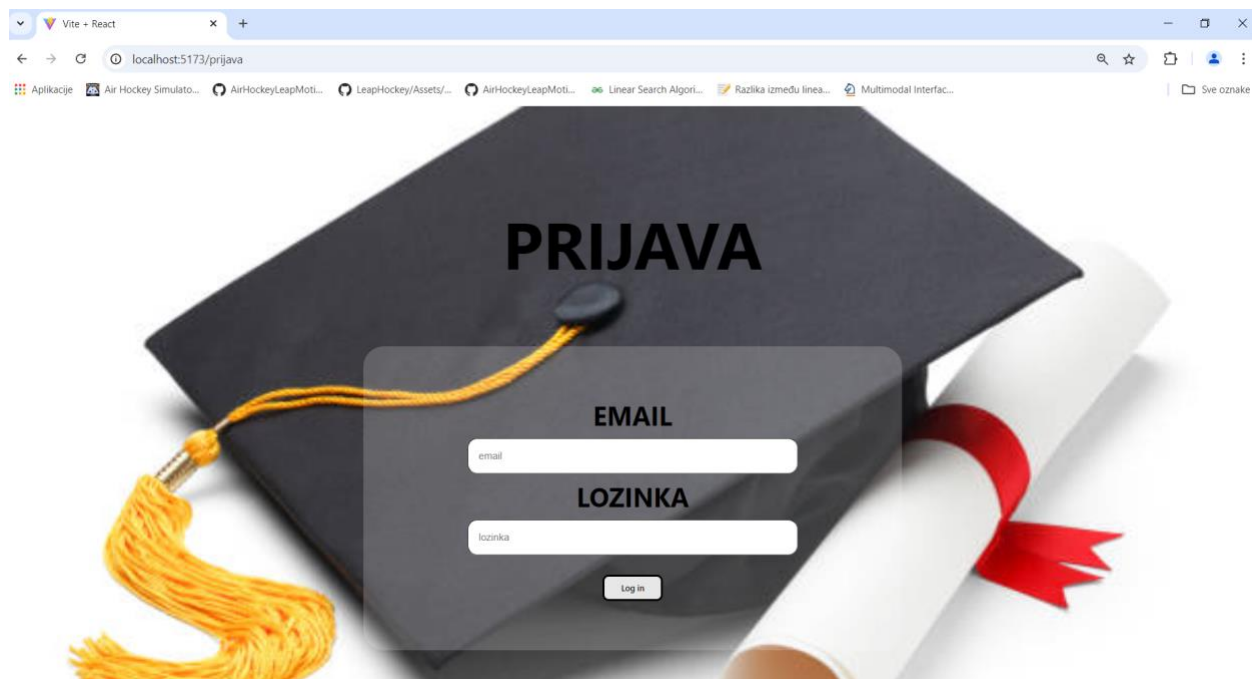 Vite + React
localhost:5173/prijava
Aplikacije Air Hockey Simulato... AirHockeyLeapMoti... LeapHockey/Assets/... AirHockeyLeapMoti... Linear Search Algori... Razlika između linea... Multimodal Interfac... Sve oznake
PRIJAVA
EMAIL
email
LOZINKA
lozinka
Log in